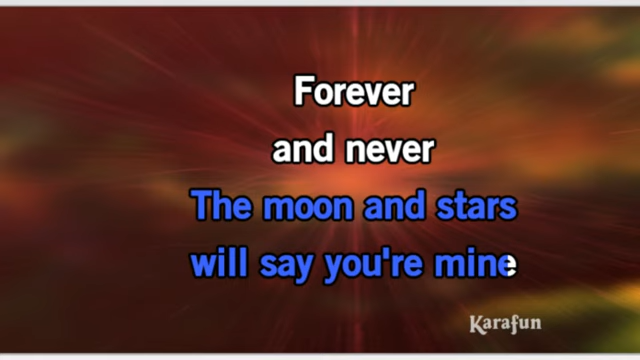 Forever
and never
The moon and stars
will say you're mine
Karafun